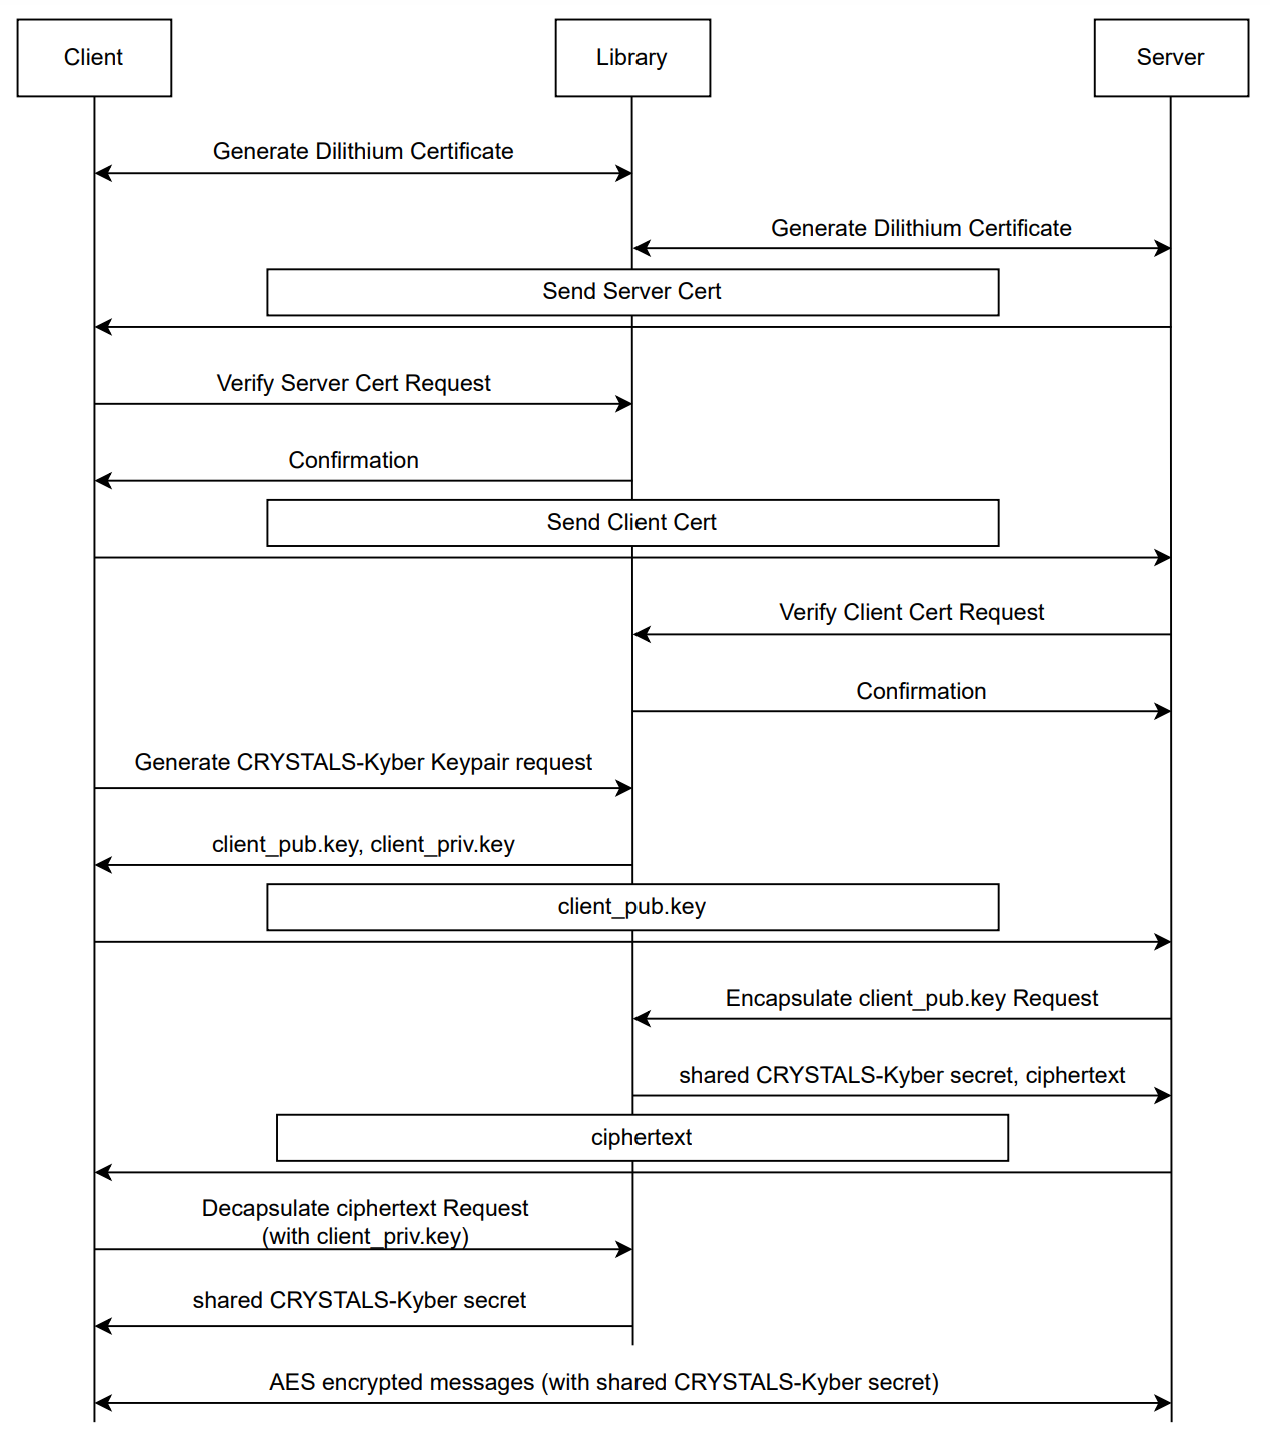 Client
Library
Server
Generate Dilithium Certificate
Generate Dilithium Certificate
Send Server Cert
Verify Server Cert Request
Confirmation
Send Client Cert
Verify Client Cert Request
Confirmation
Generate CRYSTALS-Kyber Keypair request
client_pub.key, client_priv.key
client_pub.key
Encapsulate client_pub.key Request
shared CRYSTALS-Kyber secret, ciphertext
ciphertext
Decapsulate ciphertext Request
(with client_priv.key)
shared CRYSTALS-Kyber secret
AES encrypted messages (with shared CRYSTALS-Kyber secret)